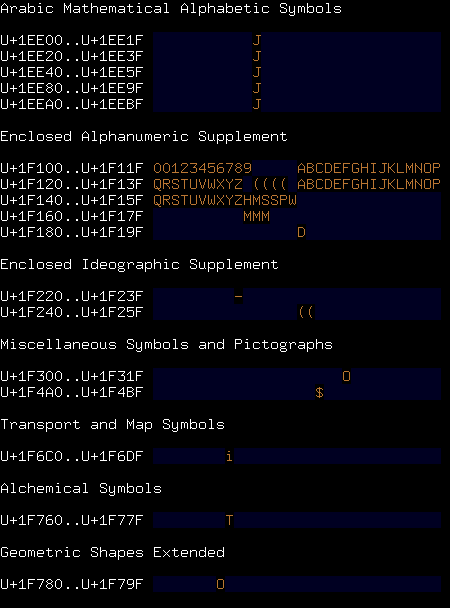 Arabic Mathematical Alphabetic Symbols
U+1EE00..U+1EE1F J
U+1EE20..U+1EE3F J
U+1EE40..U+1EE5F J
U+1EE80..U+1EE9F J
U+1EEA0..U+1EEBF J
Enclosed Alphanumeric Supplement
U+1F100..U+1F11F 00123456789 ABCDEFGHIJKLMNOP
U+1F120..U+1F13F QRSTUVWXYZ (((( ABCDEFGHIJKLMNOP
U+1F140..U+1F15F QRSTUVWXYZHMSSPW
U+1F160..U+1F17F MMM
U+1F180..U+1F19F D
Enclosed Ideographic Supplement
U+1F220..U+1F23F -
U+1F240..U+1F25F ((
Miscellaneous Symbols and Pictographs
U+1F300..U+1F31F O
U+1F4A0..U+1F4BF $
Transport and Map Symbols
U+1F6C0..U+1F6DF i
Alchemical Symbols
U+1F760..U+1F77F T
Geometric Shapes Extended
U+1F780..U+1F79F O